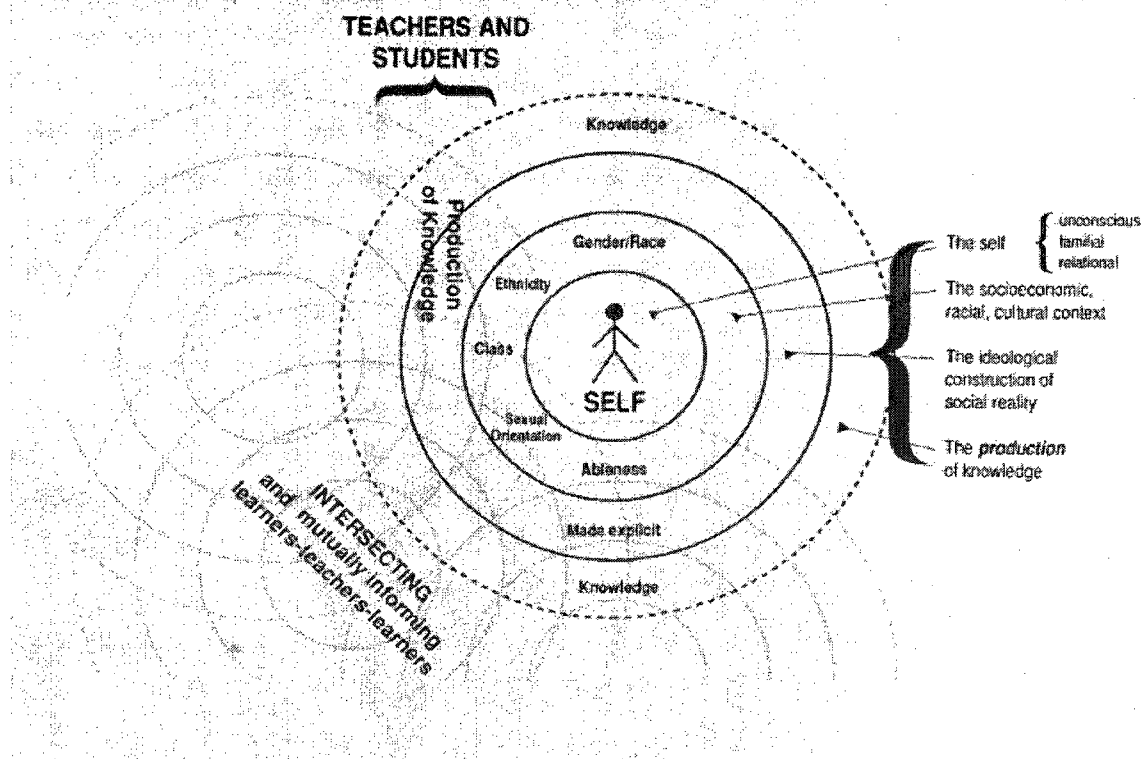 TEACHERS AND
STUDENTS
Knowledge
Production
of Knowledge
Gender/Race
Ethnicity
Class
SELF
Sexual
Orientation
Ableness
Made explicit
Knowledge
The self
unconscious
familial
relational
The socioeconomic,
racial, cultural context
The ideological
construction of
social reality
The production
of knowledge
INTERSECTING
and mutually informing
learners-teachers-learners